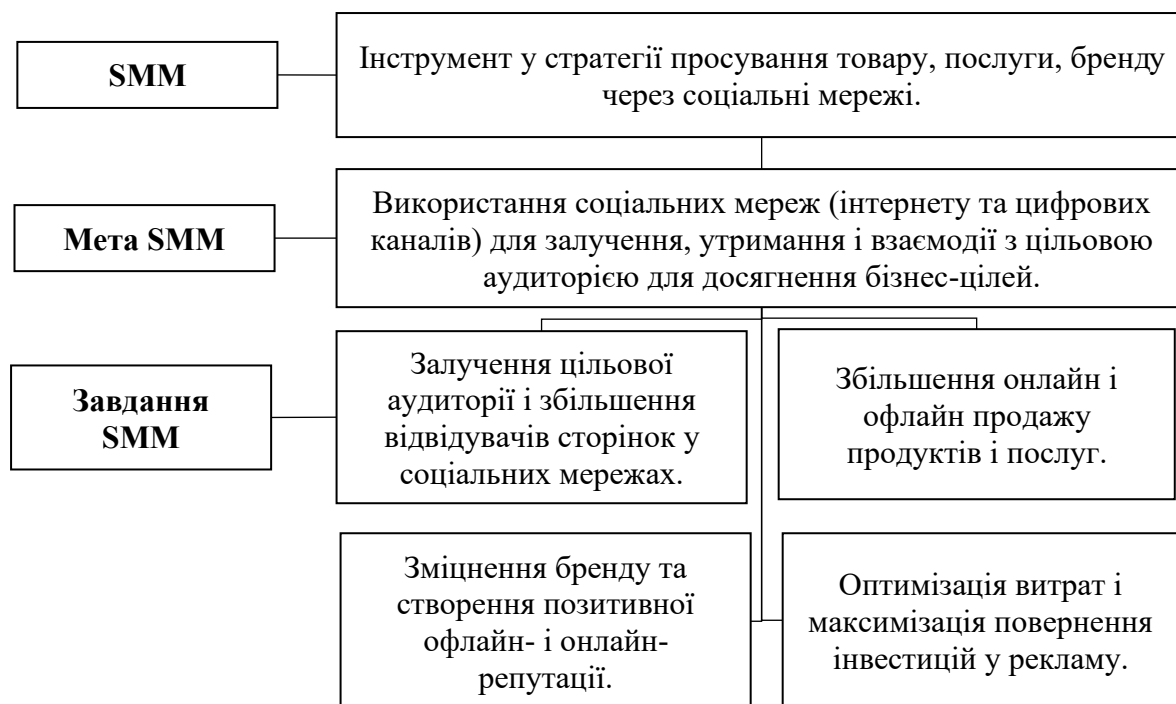 SMM
Інструмент у стратегії просування товару, послуги, бренду
через соціальні мережі.
Мета SMM
Використання соціальних мереж (інтернету та цифрових
каналів) для залучення, утримання і взаємодії з цільовою
аудиторією для досягнення бізнес-цілей.
Завдання
SMM
Залучення цільової
аудиторії і збільшення
відвідувачів сторінок у
соціальних мережах.
Збільшення онлайн і
офлайн продажу
продуктів і послуг.
Зміцнення бренду та
створення позитивної
офлайн- і онлайн-
репутації.
Оптимізація витрат і
максимізація повернення
інвестицій у рекламу.